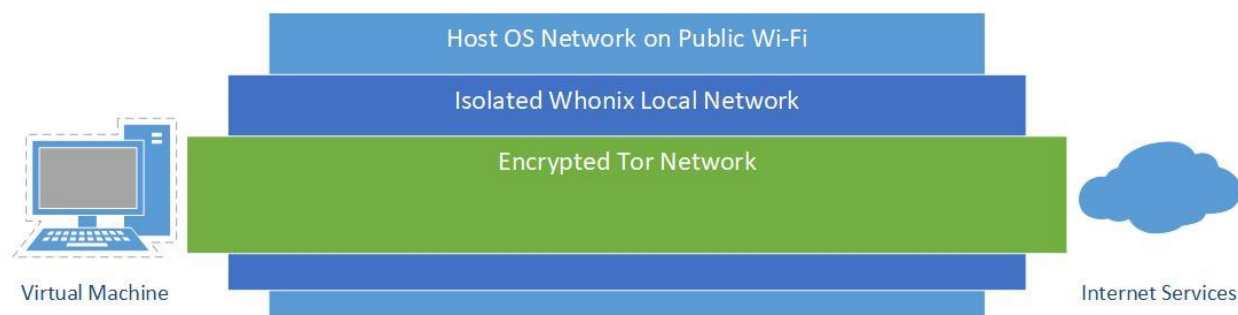 Host OS Network on Public Wi-Fi
Isolated Whonix Local Network
Encrypted Tor Network
Virtual Machine
Internet Services